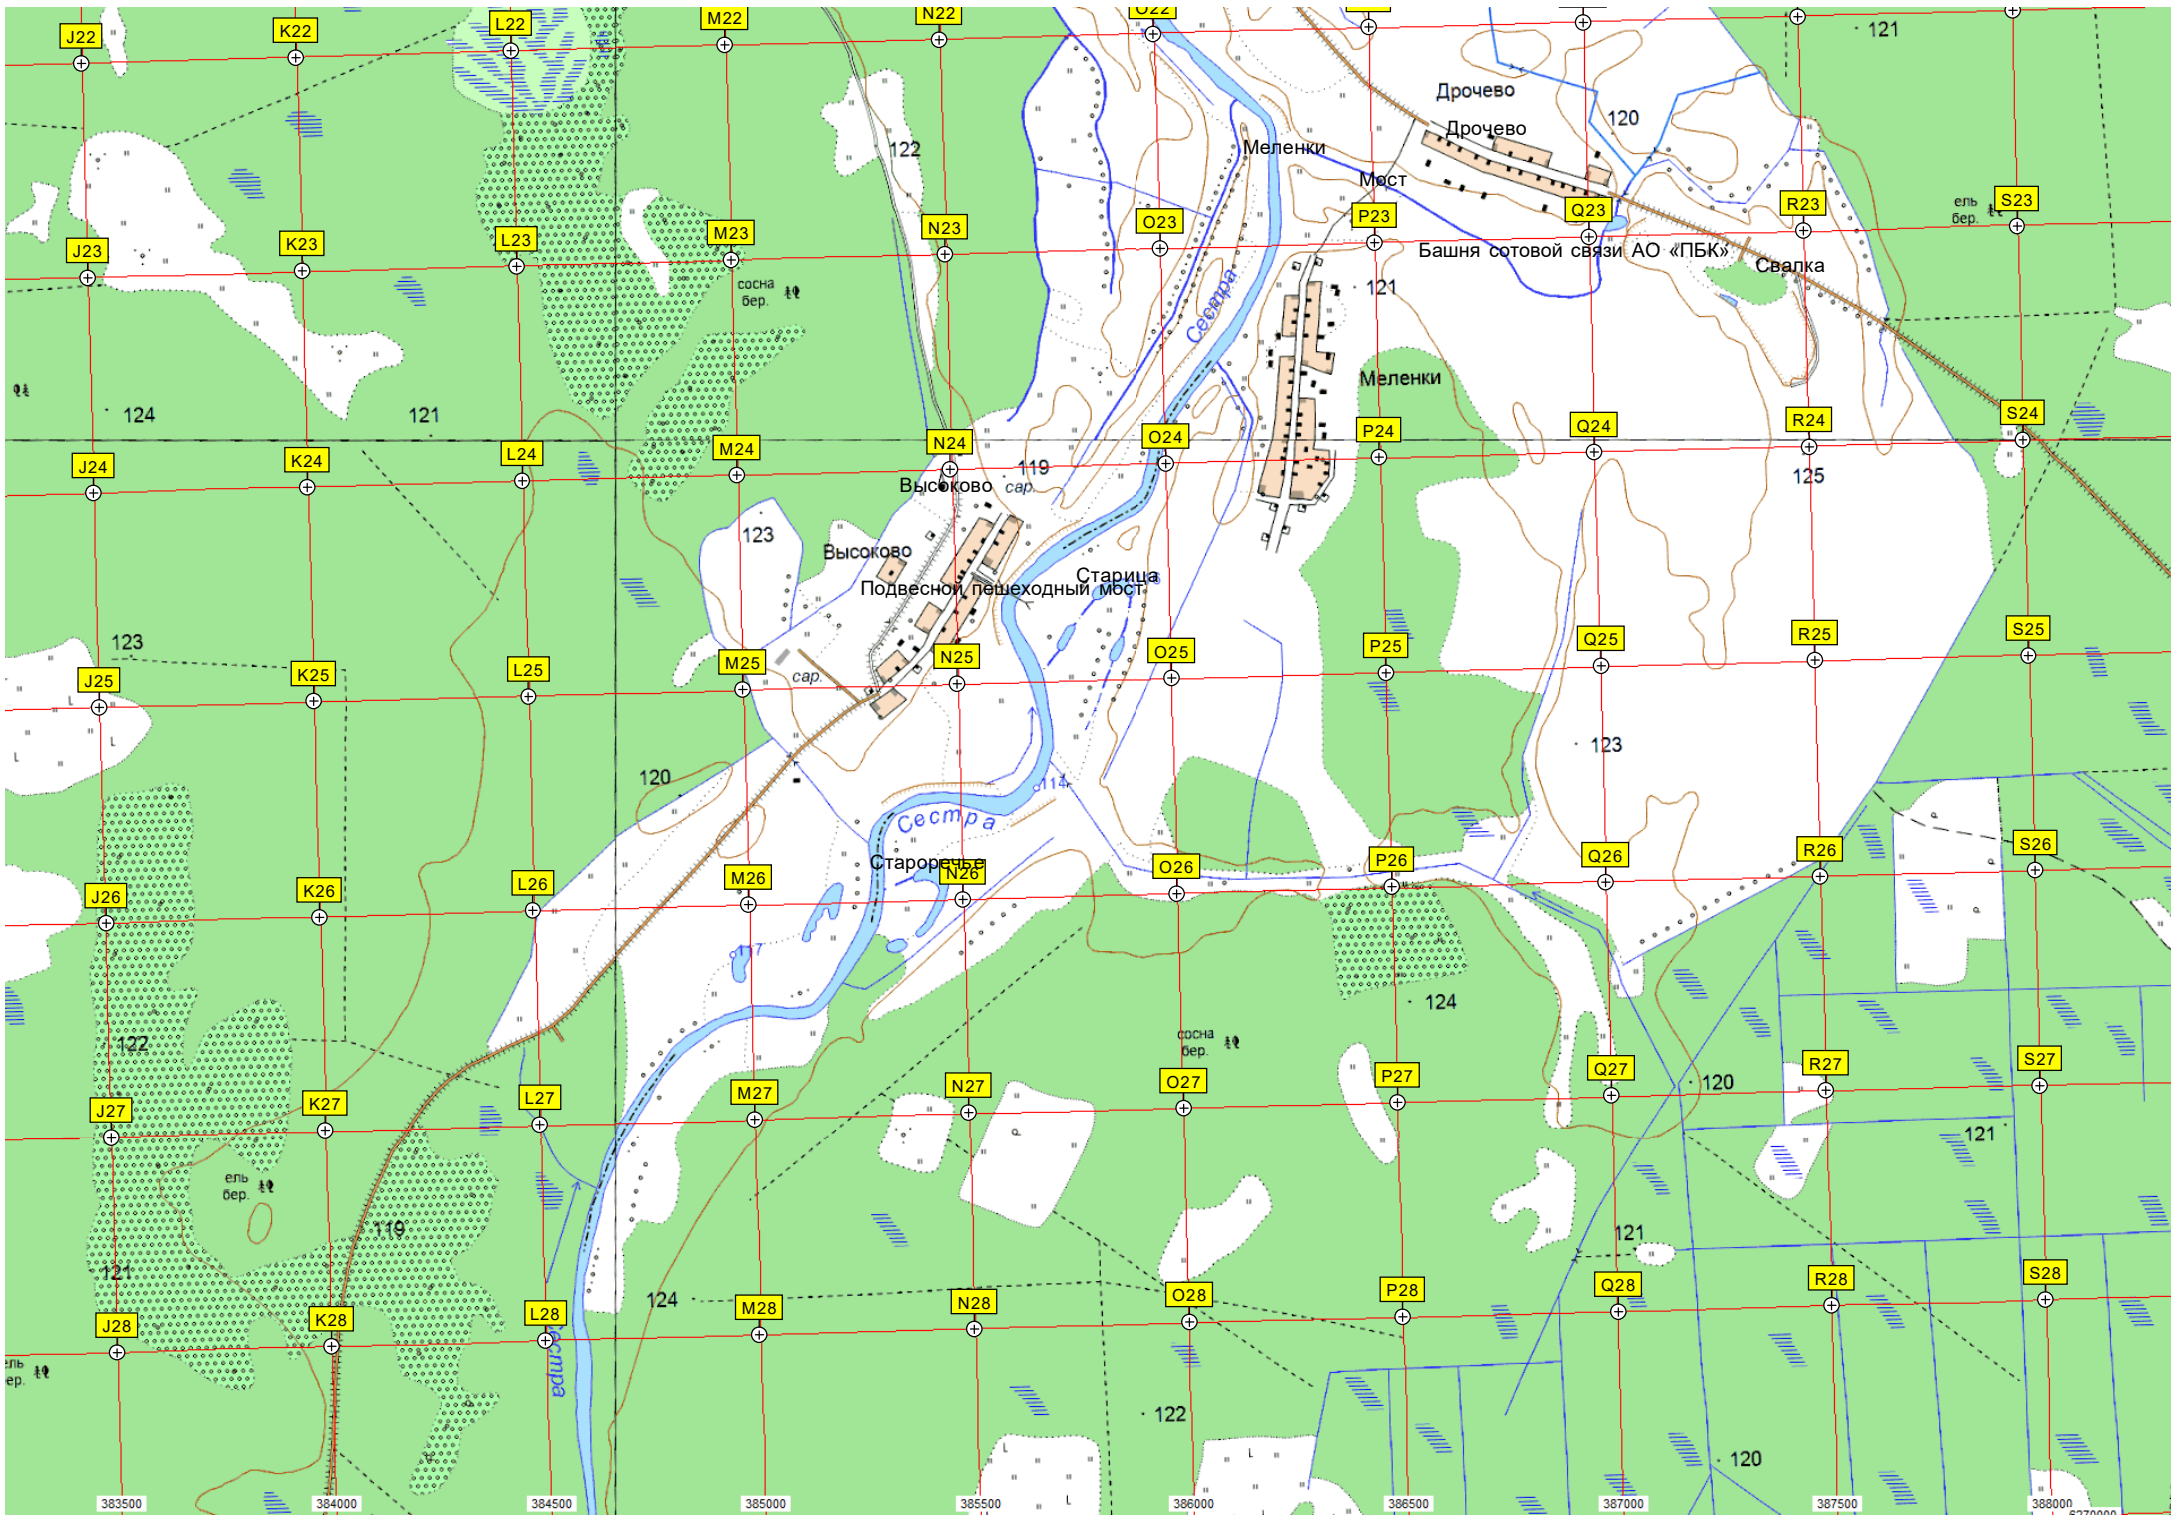 J22
K22
L22
M22
N22
O22
121
Дрочево
120
Дрочево
122
Меленки
Мост
J23
K23
L23
M23
N23
O23
P23
Q23
R23
S23
ель
бер.
Башня сотовой связи АО «ПБК»
Свалка
сосна
бер.
121
Сестра
Меленки
124
121
J24
K24
L24
M24
N24
O24
P24
Q24
R24
S24
119
125
Высоково
сар.
123
Высоково
Старица
Подвесной пешеходный мост
123
J25
K25
L25
M25
N25
O25
P25
Q25
R25
S25
сар.
120
123
114
Сестра
Староречье
J26
K26
L26
M26
N26
O26
P26
Q26
R26
S26
117
124
сосна
бер.
122
J27
K27
L27
M27
N27
O27
P27
Q27
R27
S27
120
121
ель
бер.
119
121
121
124
J28
K28
L28
M28
N28
O28
P28
Q28
R28
S28
Сестра
ель
бер.
122
120
383500
384000
384500
385000
385500
386000
386500
387000
387500
388000
6270000